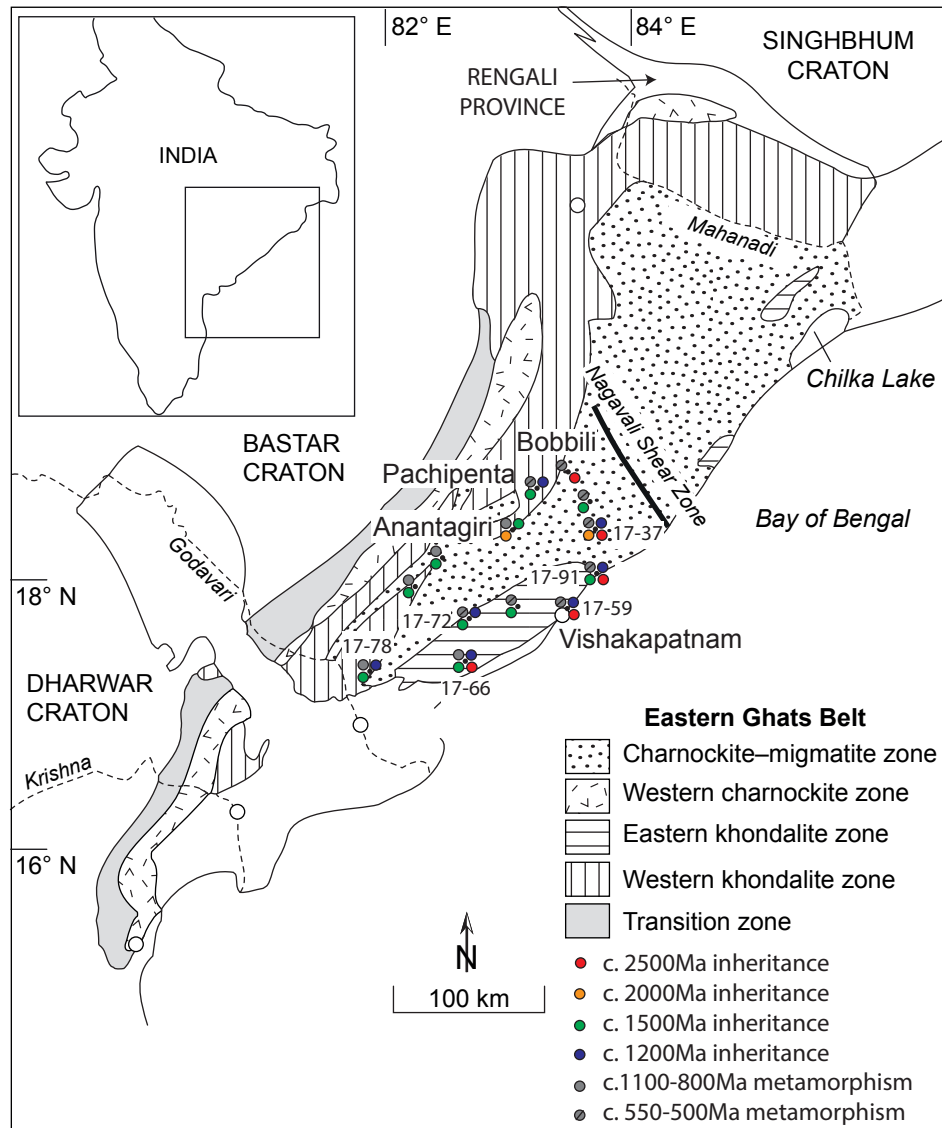 82° E
84° E
SINGHBHUM
CRATON
RENGALI
PROVINCE
INDIA
Mahanadi
Chilka Lake
Nagavali Shear Zone
BASTAR
CRATON
Bobbili
Pachipenta
Anantagiri
Bay of Bengal
17-37
Godavari
18° N
17-91
17-59
17-72
Vishakapatnam
17-78
17-66
DHARWAR
CRATON
Krishna
16° N
Eastern Ghats Belt
Charnockite–migmatite zone
Western charnockite zone
Eastern khondalite zone
Western khondalite zone
Transition zone
N
100 km
c. 2500Ma inheritance
c. 2000Ma inheritance
c. 1500Ma inheritance
c. 1200Ma inheritance
c.1100-800Ma metamorphism
c. 550-500Ma metamorphism